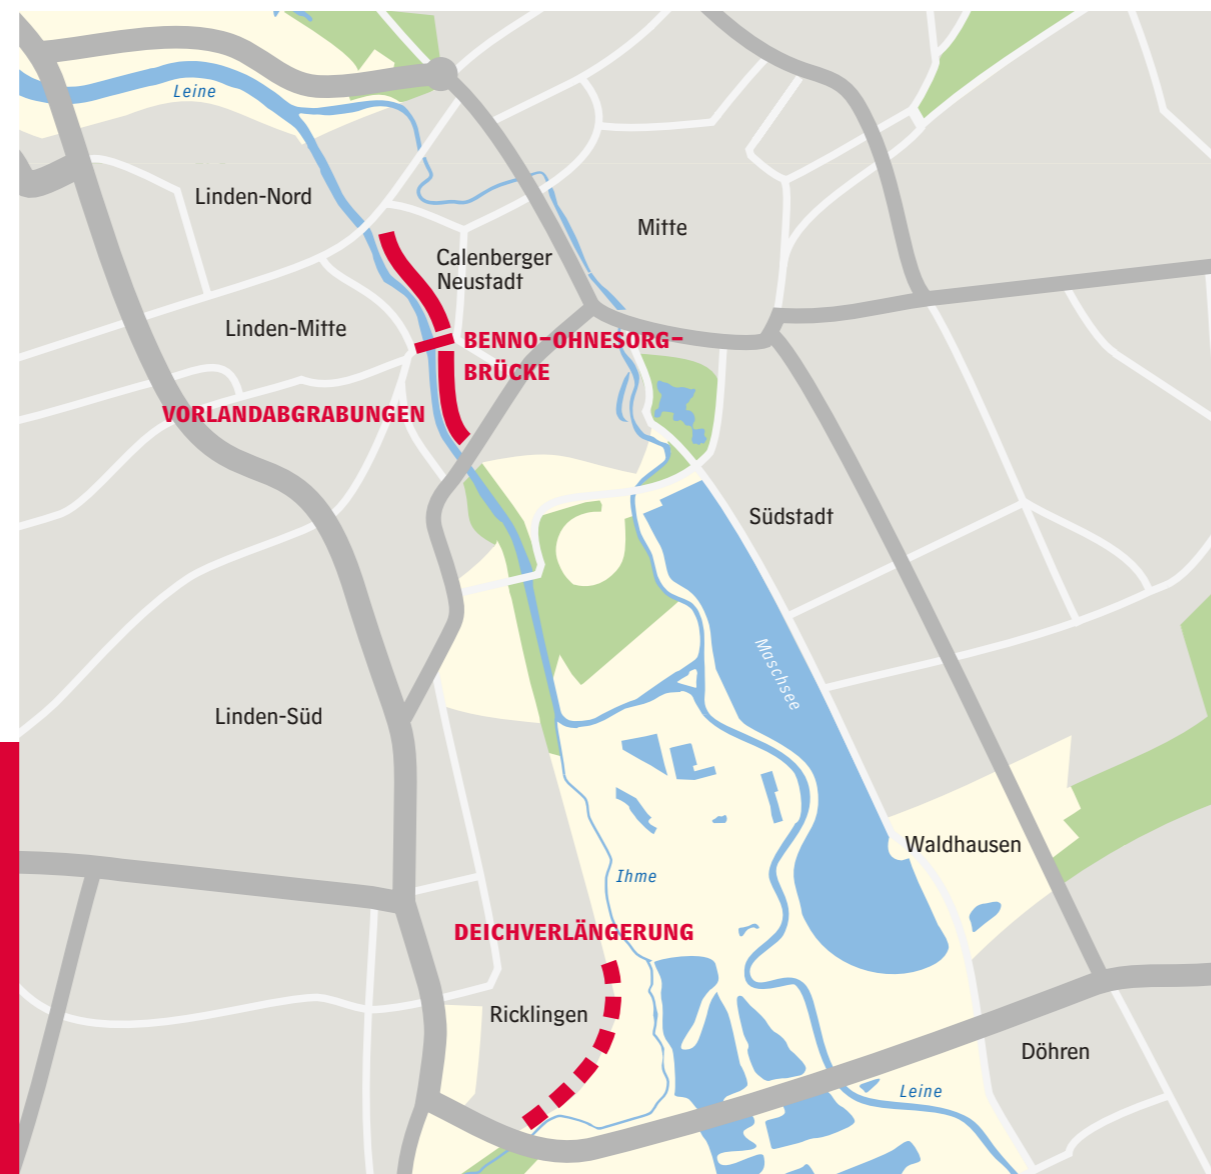 Leine
Linden-Nord
Mitte
Calenberger
Neustadt
Linden-Mitte
BENNO-OHNESORG-
BRÜCKE
VORLANDABGRABUNGEN
Südstadt
Maschsee
Linden-Süd
Waldhausen
Ihme
DEICHVERLÄNGERUNG
Ricklingen
Döhren
Leine